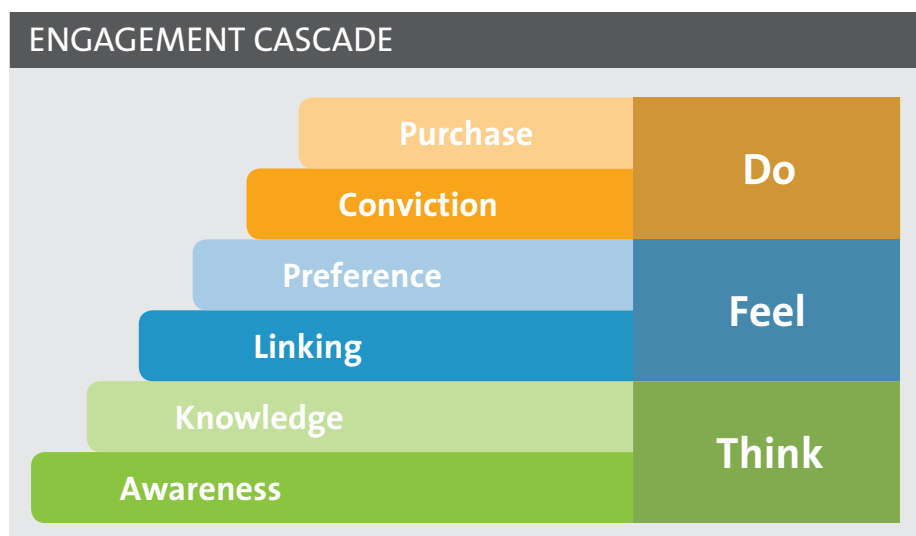 ENGAGEMENT CASCADE
Purchase
Conviction
Do
Preference
Linking
Feel
Knowledge
Awareness
Think